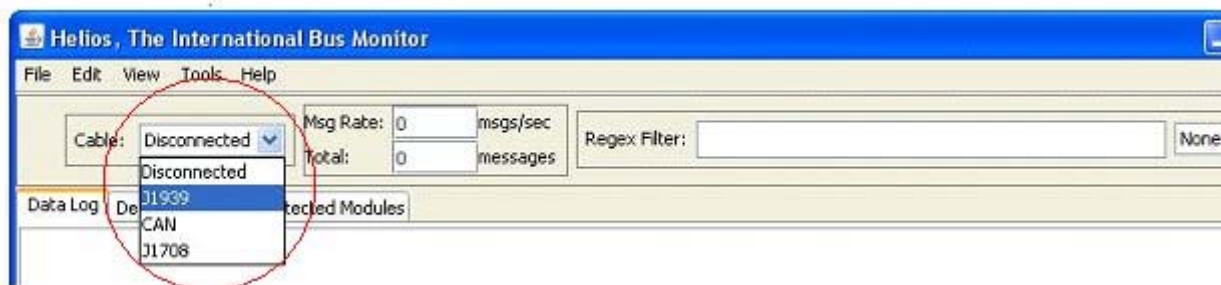 Helios, The International Bus Monitor
File Edit View Tools Help
Cable: Disconnected
Msg Rate: 0 msgs/sec
Total: 0 messages
Regex Filter: None
Disconnected
J1939
CAN
J1708
Data Log De tected Modules